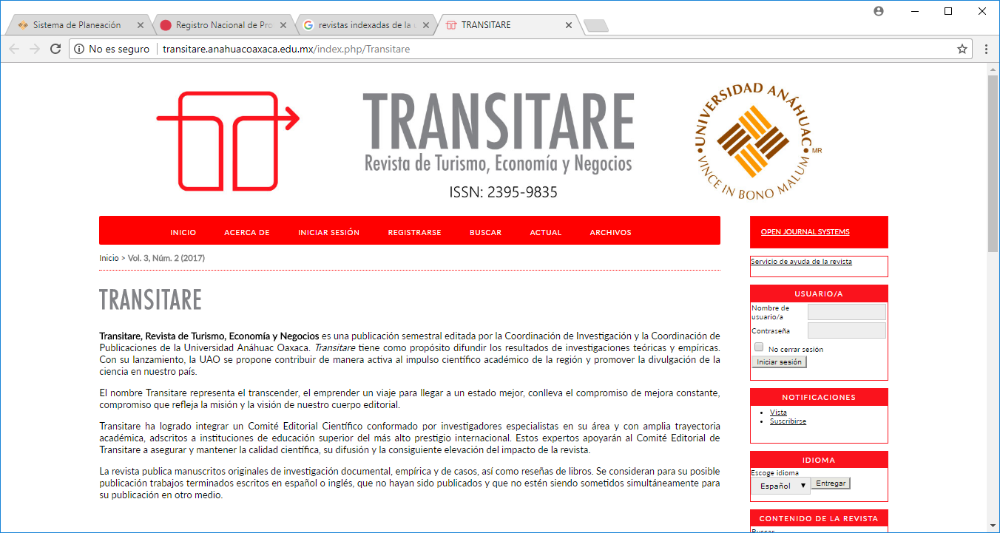 Sistema de Planeación
Registro Nacional de Pro
revistas indexadas de la u
TRANSITARE
No es seguro
transitare.anahuacoaxaca.edu.mx/index.php/Transitare
TRANSITARE
Revista de Turismo, Economía y Negocios
ISSN: 2395-9835
UNIVERSIDAD ANÁHUAC
VINCE IN BONO MALUM
MR
INICIO ACERCA DE INICIAR SESIÓN REGISTRARSE BUSCAR ACTUAL ARCHIVOS
Inicio > Vol. 3, Núm. 2 (2017)
TRANSITARE
Transitare, Revista de Turismo, Economía y Negocios es una publicación semestral editada por la Coordinación de Investigación y la Coordinación de
Publicaciones de la Universidad Anáhuac Oaxaca. Transitare tiene como propósito difundir los resultados de investigaciones teóricas y empíricas.
Con su lanzamiento, la UAO se propone contribuir de manera activa al impulso científico académico de la región y promover la divulgación de la
ciencia en nuestro país.
El nombre Transitare representa el transcender, el emprender un viaje para llegar a un estado mejor, conlleva el compromiso de mejora constante,
compromiso que refleja la misión y la visión de nuestro cuerpo editorial.
Transitare ha logrado integrar un Comité Editorial Científico conformado por investigadores especialistas en su área y con amplia trayectoria
académica, adscritos a instituciones de educación superior del más alto prestigio internacional. Estos expertos apoyarán al Comité Editorial de
Transitare a asegurar y mantener la calidad científica, su difusión y la consiguiente elevación del impacto de la revista.
La revista publica manuscritos originales de investigación documental, empírica y de casos, así como reseñas de libros. Se consideran para su posible
publicación trabajos terminados escritos en español o inglés, que no hayan sido publicados y que no estén siendo sometidos simultáneamente para
su publicación en otro medio.
OPEN JOURNAL SYSTEMS
Servicio de ayuda de la revista
USUARIO/A
Nombre de
usuario/a
Contraseña
No cerrar sesión
Iniciar sesión
NOTIFICACIONES
Vista
Suscribirse
IDIOMA
Escoge idioma
Español
Entregar
CONTENIDO DE LA REVISTA
Buscar